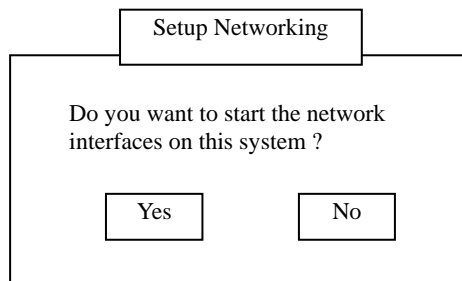 Setup Networking
Do you want to start the network
interfaces on this system ?
Yes No